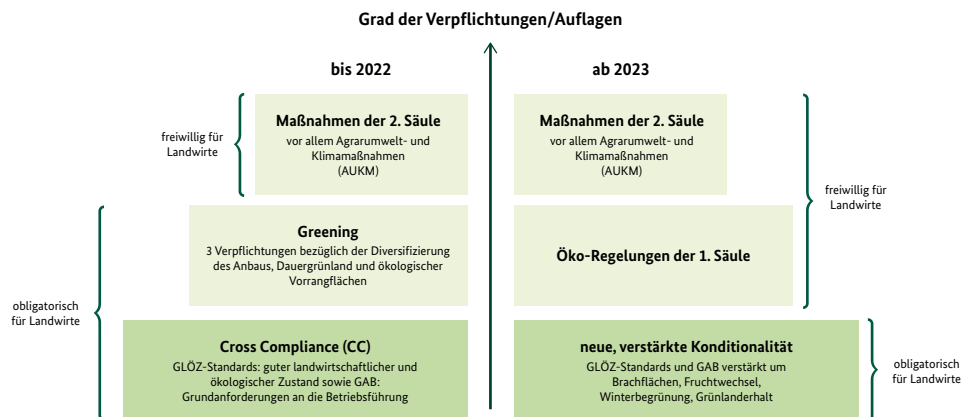 Grad der Verpflichtungen/Auflagen
bis 2022
ab 2023
freiwillig für
Landwirte
Maßnahmen der 2. Säule
vor allem Agrarumwelt- und
Klimamaßnahmen
(AUKM)
Maßnahmen der 2. Säule
vor allem Agrarumwelt- und
Klimamaßnahmen
(AUKM)
freiwillig für
Landwirte
Greening
3 Verpflichtungen bezüglich der Diversifizierung
des Anbaus, Dauergrünland und ökologischer
Vorrangflächen
Öko-Regelungen der 1. Säule
obligatorisch
für Landwirte
Cross Compliance (CC)
GLÖZ-Standards: guter landwirtschaftlicher und
ökologischer Zustand sowie GAB:
Grundanforderungen an die Betriebsführung
neue, verstärkte Konditionalität
GLÖZ-Standards und GAB verstärkt um
Brachflächen, Fruchtwechsel,
Winterbegrünung, Grünlanderhalt
obligatorisch
für Landwirte